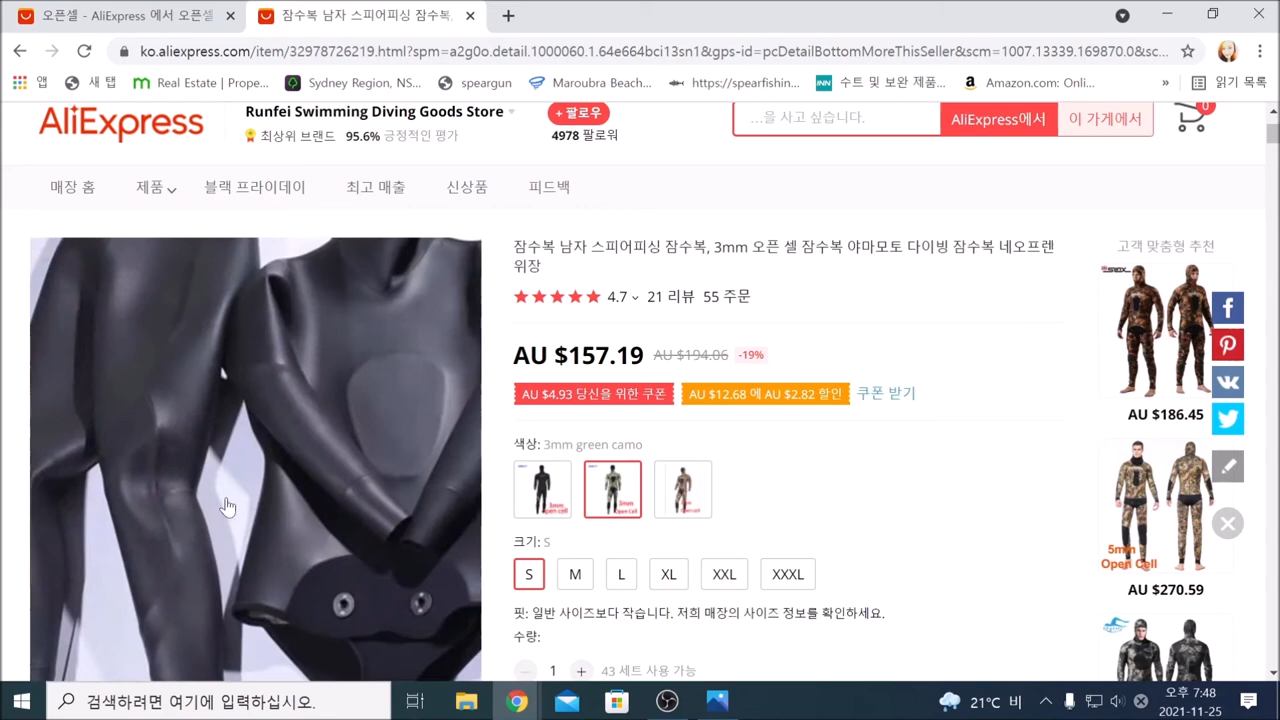 오픈셀 - AliExpress 에서 오픈셀
잠수복 남자 스피어피싱 잠수복,
ko.aliexpress.com/item/32978726219.html?spm=a2g0o.detail.1000060.1.64e664bci13sn1&gps-id=pcDetailBottomMoreThisSeller&scm=1007.13339.169870.0&sc...
앱 새 탭 Real Estate | Prope... Sydney Region, NS... speargun Maroubra Beach... https://spearfishin... INN 수트 및 보완 제품... Amazon.com: Onli... » 읽기 목록
AliExpress
Runfei Swimming Diving Goods Store
최상위 브랜드 95.6% 긍정적인 평가
+ 팔로우
4978 팔로워
...을 사고 싶습니다. AliExpress에서 이 가게에서 0
매장 홈 제품 블랙 프라이데이 최고 매출 신상품 피드백
잠수복 남자 스피어피싱 잠수복, 3mm 오픈 셀 잠수복 야마모토 다이빙 잠수복 네오프렌
위장
4.7 21 리뷰 55 주문
AU $157.19 AU $194.06 -19%
AU $4.93 당신을 위한 쿠폰 AU $12.68 에 AU $2.82 할인 쿠폰 받기
색상: 3mm green camo
3mm
Open cell
3mm
Open Cell
크기: S
S M L XL XXL XXXL
핏: 일반 사이즈보다 작습니다. 저희 매장의 사이즈 정보를 확인하세요.
수량:
1 + 43 세트 사용 가능
고객 맞춤형 추천
AU $186.45
5mm
Open Cell
AU $270.59
검색하려면 여기에 입력하십시오.
21°C 비
오후 7:48
2021-11-25